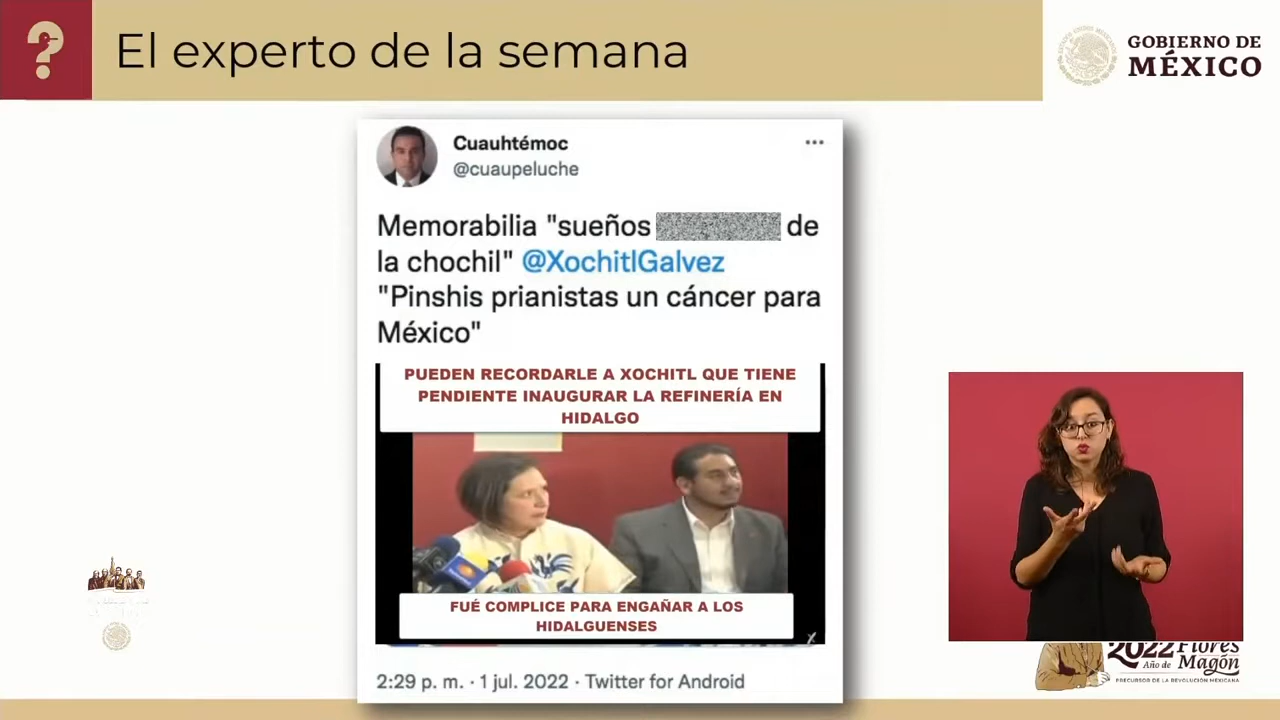 ?
El experto de la semana
GOBIERNO DE
MÉXICO
Cuauhtémoc
@cuaupeluche
Memorabilia "sueños de
la chochil" @XochitlGalvez
"Pinshis prianistas un cáncer para
México"
PUEDEN RECORDARLE A XOCHITL QUE TIENE
PENDIENTE INAUGURAR LA REFINERÍA EN
HIDALGO
FUÉ COMPLICE PARA ENGAÑAR A LOS
HIDALGUENSES
2:29 p. m. · 1 jul. 2022 · Twitter for Android
2022 Flores
Año de Magón
PRECURSOR DE LA REVOLUCIÓN MEXICANA